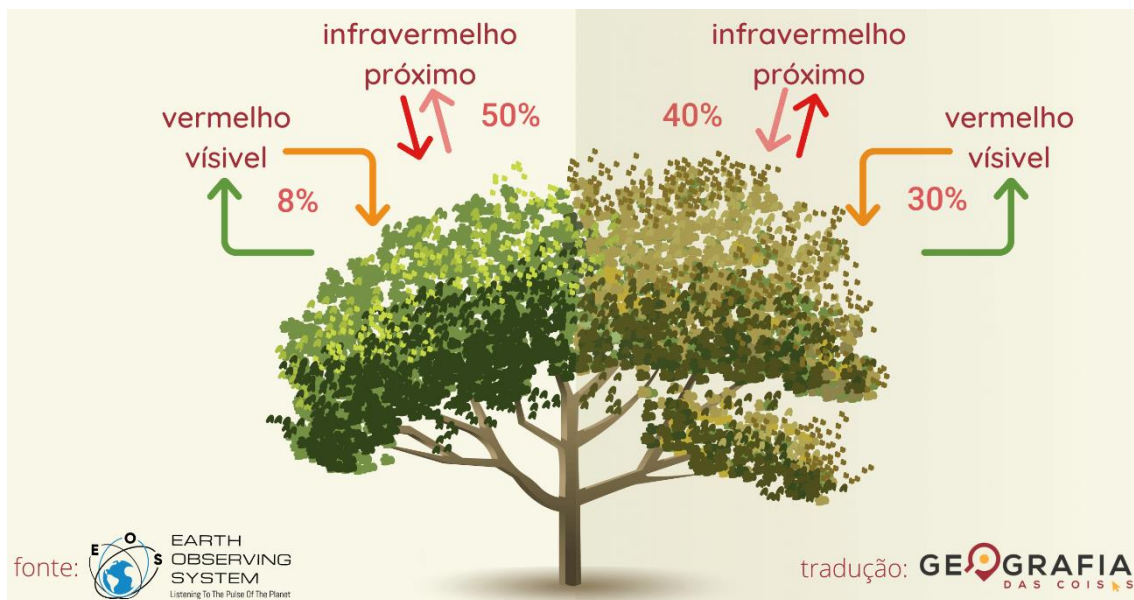 infravermelho
próximo
50%
vermelho
vísivel
8%
infravermelho
próximo
40%
vermelho
vísivel
30%
fonte:
EOS
EARTH
OBSERVING
SYSTEM
Listening To The Pulse Of The Planet
tradução:
GEOGRAFIA
DAS COISAS